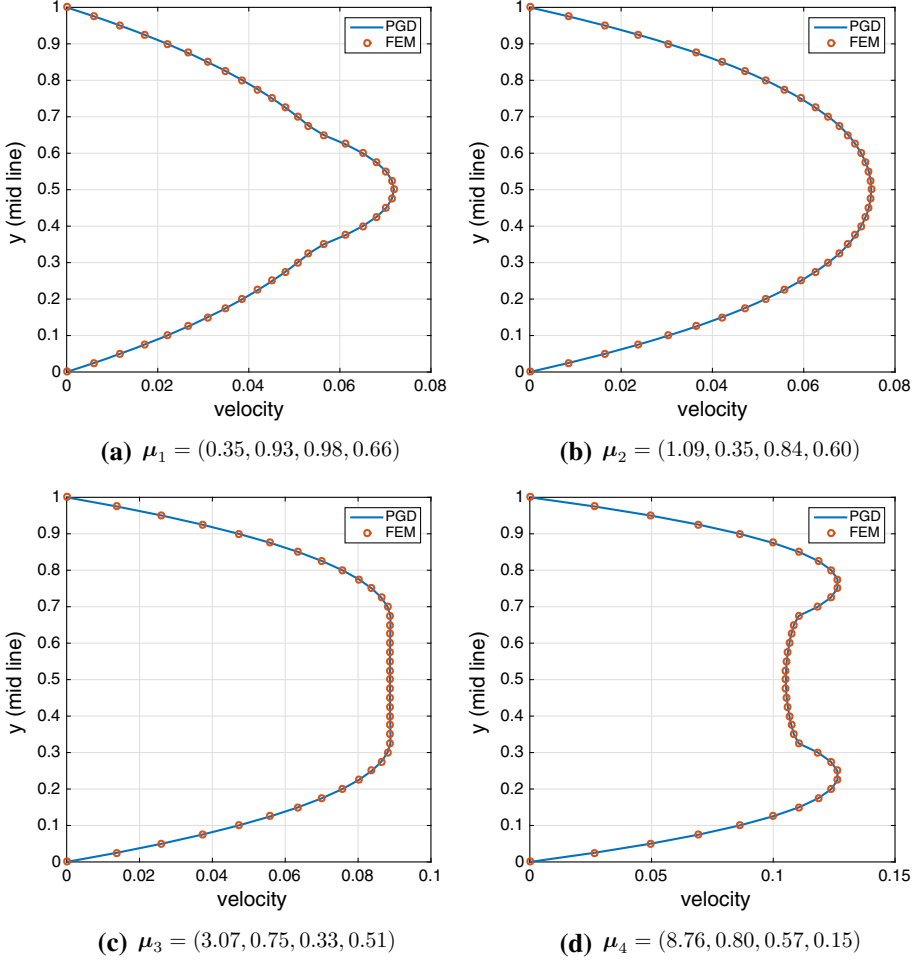 1
0.9
0.8
0.7
0.6
0.5
0.4
0.3
0.2
0.1
0
y (mid line)
PGD
FEM
0 0.02 0.04 0.06 0.08
velocity
(a) μ₁ = (0.35, 0.93, 0.98, 0.66)
1
0.9
0.8
0.7
0.6
0.5
0.4
0.3
0.2
0.1
0
y (mid line)
PGD
FEM
0 0.02 0.04 0.06 0.08
velocity
(b) μ₂ = (1.09, 0.35, 0.84, 0.60)
1
0.9
0.8
0.7
0.6
0.5
0.4
0.3
0.2
0.1
0
y (mid line)
PGD
FEM
0 0.02 0.04 0.06 0.08 0.1
velocity
(c) μ₃ = (3.07, 0.75, 0.33, 0.51)
1
0.9
0.8
0.7
0.6
0.5
0.4
0.3
0.2
0.1
0
y (mid line)
PGD
FEM
0 0.05 0.1 0.15
velocity
(d) μ₄ = (8.76, 0.80, 0.57, 0.15)